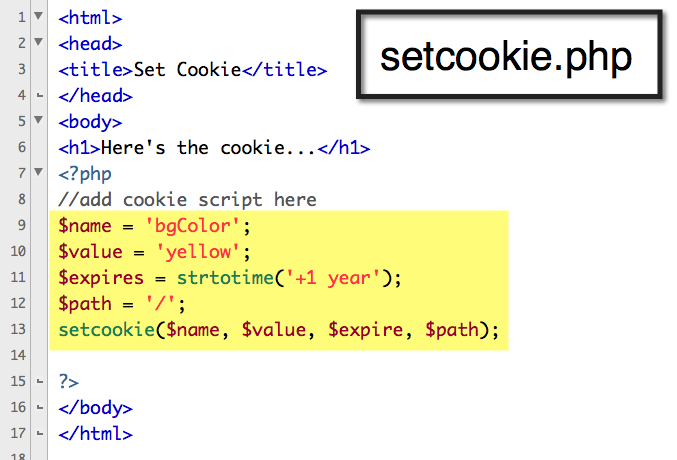 setcookie.php
1 <html>
2 <head>
3 <title>Set Cookie</title>
4 </head>
5 <body>
6 <h1>Here's the cookie...</h1>
7 <?php
8 //add cookie script here
9 $name = 'bgColor';
10 $value = 'yellow';
11 $expires = strtotime('+1 year');
12 $path = '/';
13 setcookie($name, $value, $expire, $path);
14
15 ?>
16 </body>
17 </html>
18